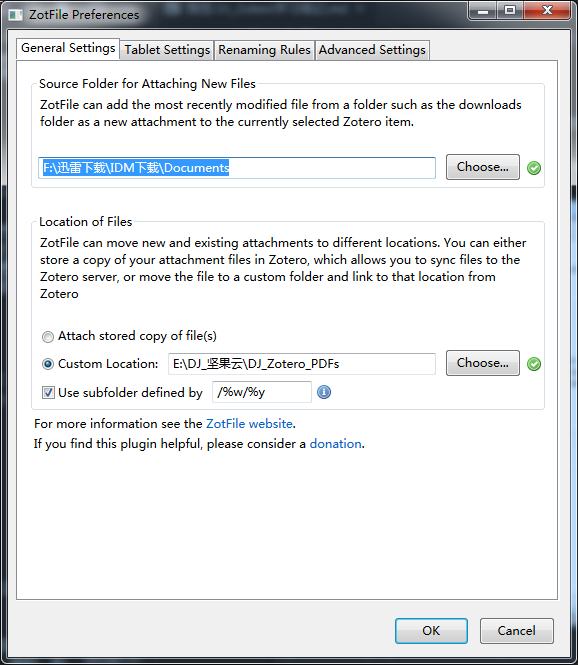 ZotFile Preferences
General Settings Tablet Settings Renaming Rules Advanced Settings
Source Folder for Attaching New Files
ZotFile can add the most recently modified file from a folder such as the downloads
folder as a new attachment to the currently selected Zotero item.
F:\迅雷下载\IDM下载\Documents Choose...
Location of Files
ZotFile can move new and existing attachments to different locations. You can either
store a copy of your attachment files in Zotero, which allows you to sync files to the
Zotero server, or move the file to a custom folder and link to that location from
Zotero
Attach stored copy of file(s)
Custom Location: E:\DJ_坚果云\DJ_Zotero_PDFs Choose...
Use subfolder defined by /%w/%y
For more information see the ZotFile website.
If you find this plugin helpful, please consider a donation.
OK Cancel